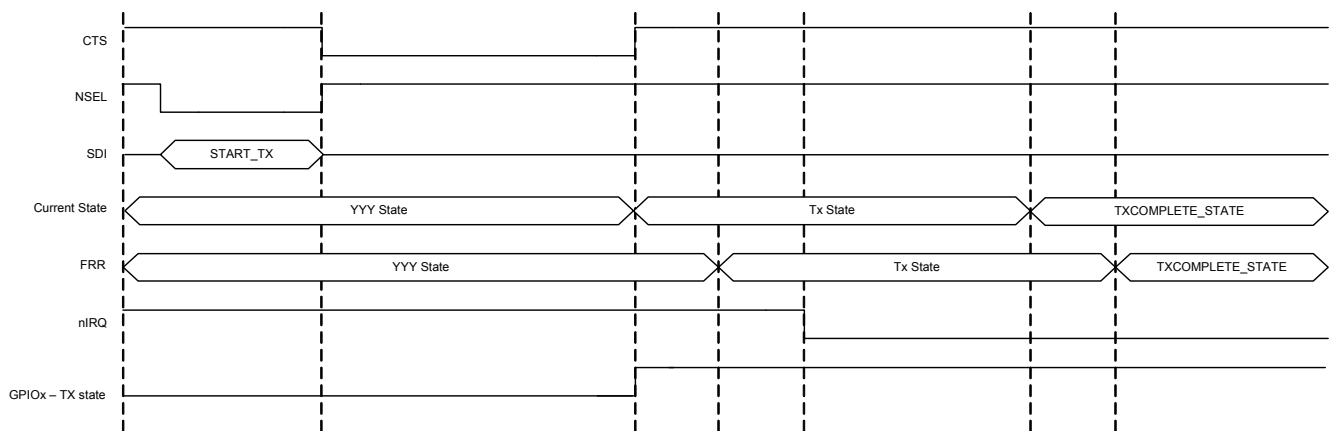 CTS
NSEL
SDI START_TX
Current State YYY State Tx State TXCOMPLETE_STATE
FRR YYY State Tx State TXCOMPLETE_STATE
nIRQ
GPIOx – TX state